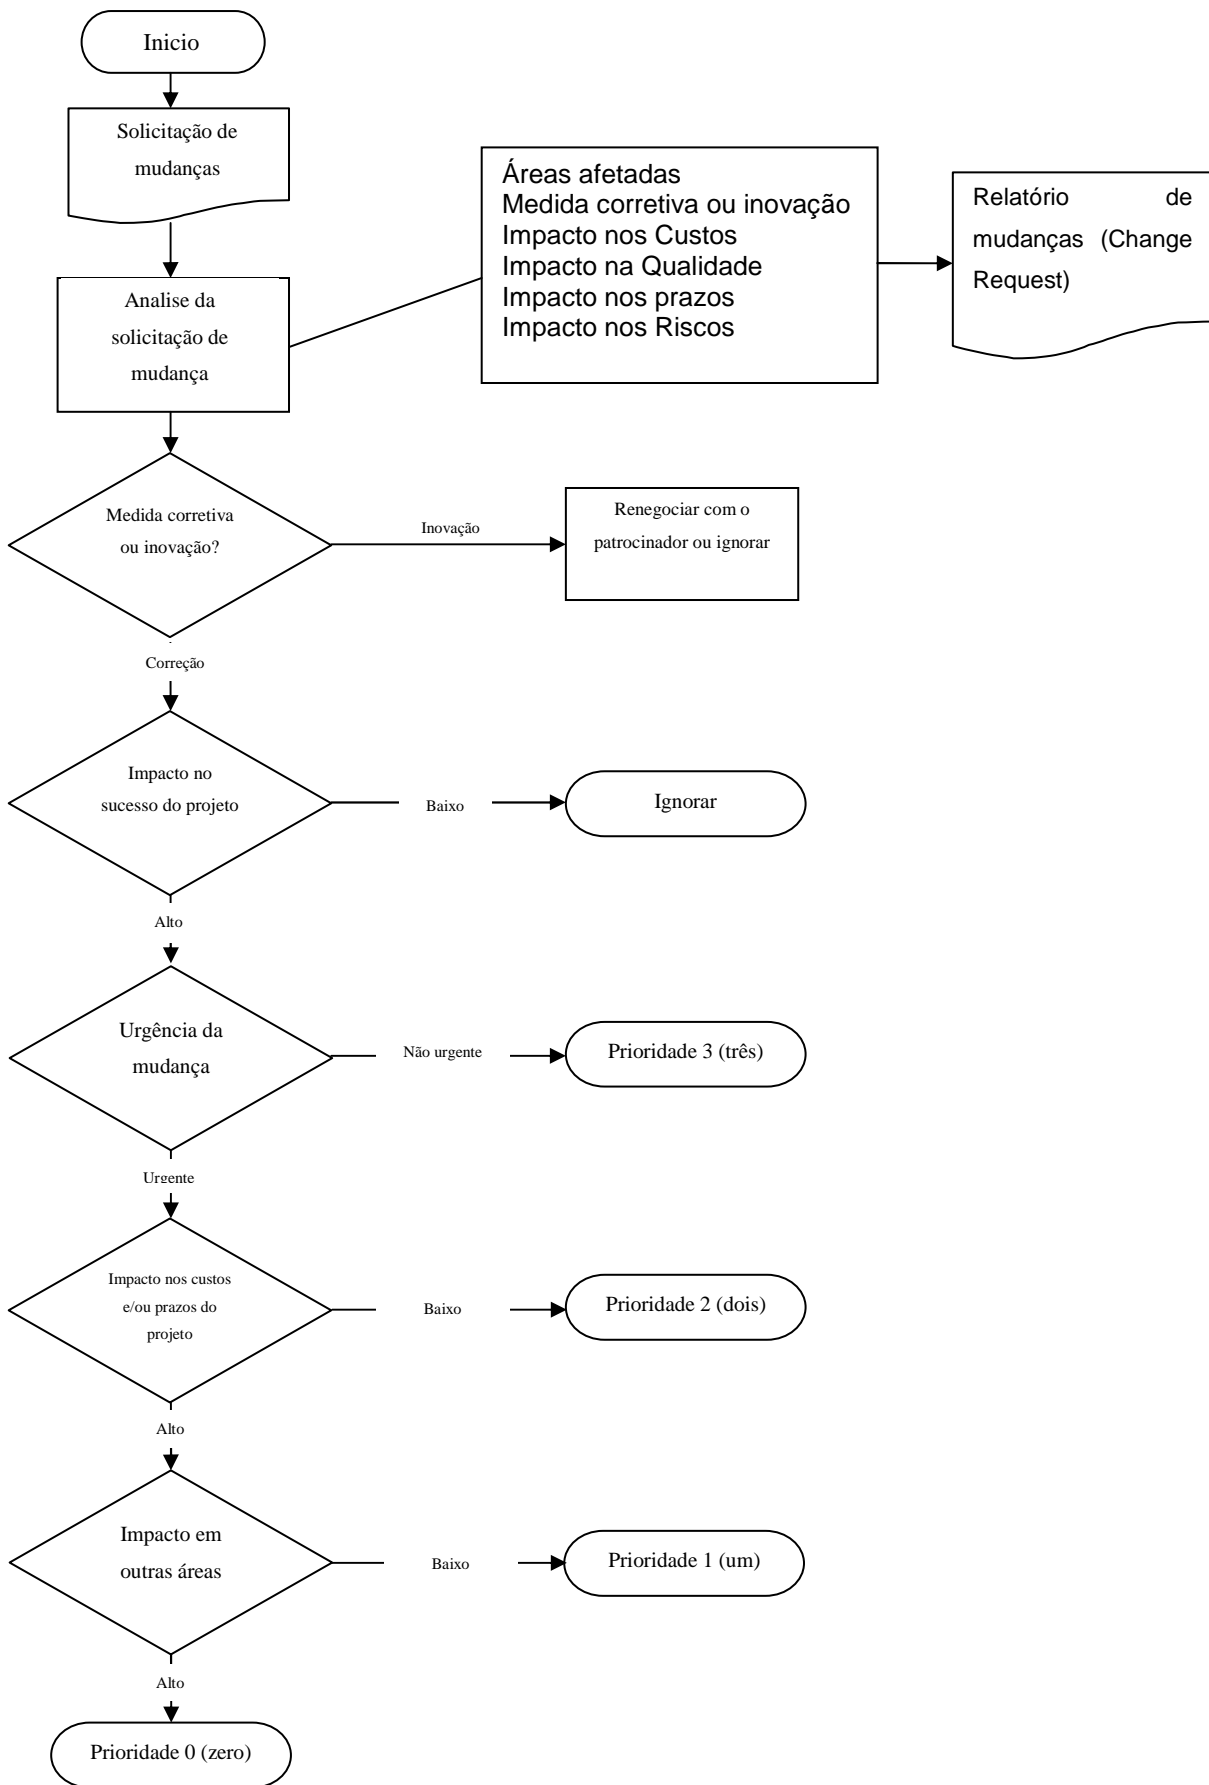 Inicio
Solicitação de
mudanças
Áreas afetadas
Medida corretiva ou inovação
Impacto nos Custos
Impacto na Qualidade
Impacto nos prazos
Impacto nos Riscos
Relatório de
mudanças (Change
Request)
Analise da
solicitação de
mudança
Medida corretiva
ou inovação?
Inovação
Renegociar com o
patrocinador ou ignorar
Correção
Impacto no
sucesso do projeto
Baixo
Ignorar
Alto
Urgência da
mudança
Não urgente
Prioridade 3 (três)
Urgente
Impacto nos custos
e/ou prazos do
projeto
Baixo
Prioridade 2 (dois)
Alto
Impacto em
outras áreas
Baixo
Prioridade 1 (um)
Alto
Prioridade 0 (zero)